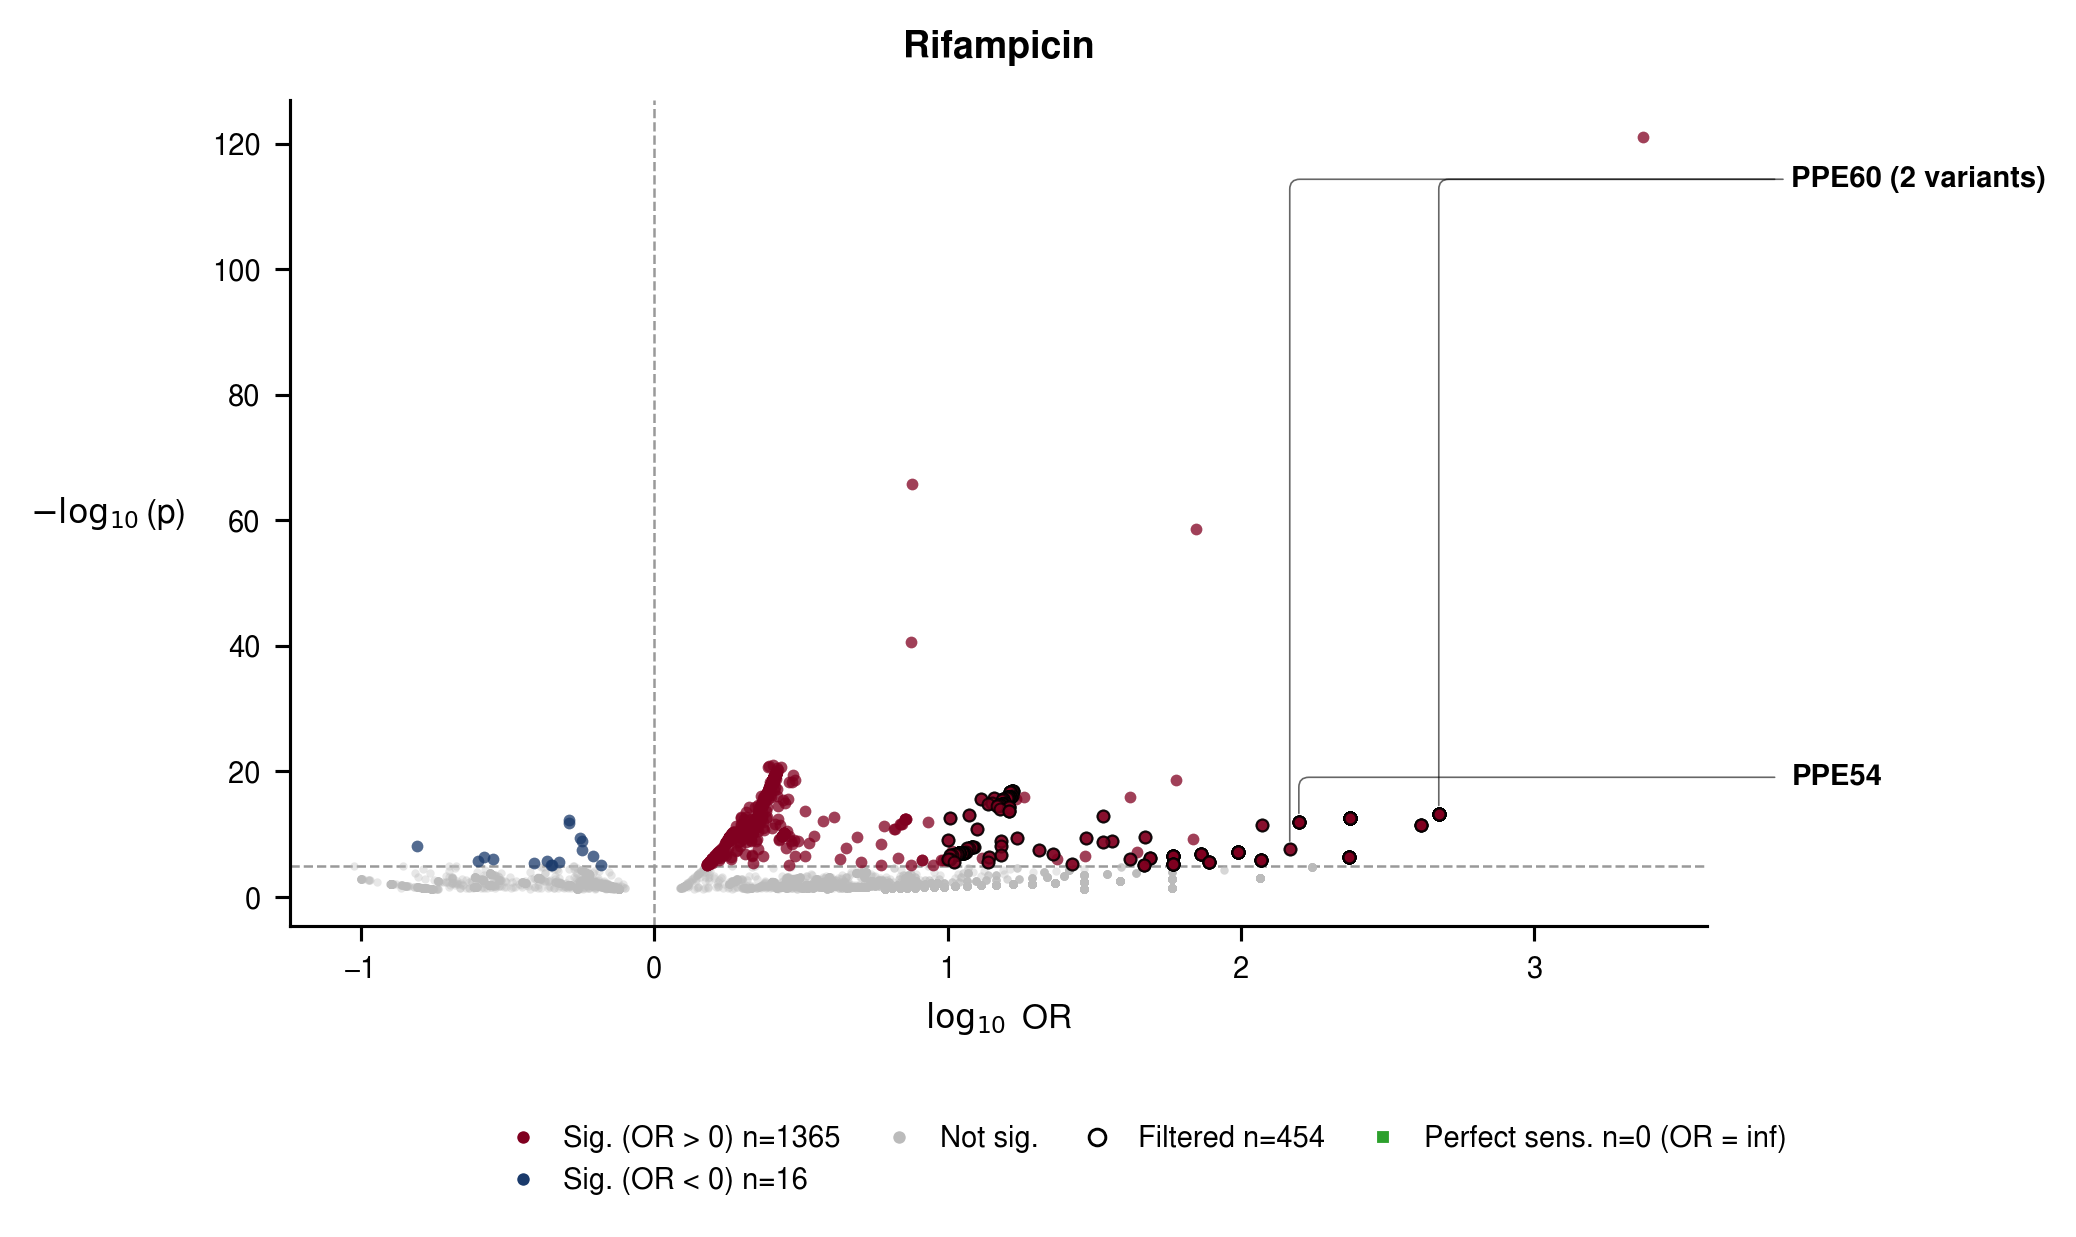 Rifampicin
120
100
80
60
40
20
0
−log₁₀ (p)
PPE60 (2 variants)
PPE54
−1 0 1 2 3
log₁₀ OR
Sig. (OR > 0) n=1365 Not sig. Filtered n=454 Perfect sens. n=0 (OR = inf)
Sig. (OR < 0) n=16